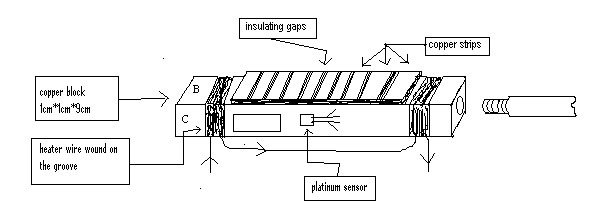 insulating gaps
copper strips
copper block
1cm*1cm*9cm
B
C
heater wire wound on
the groove
platinum sensor